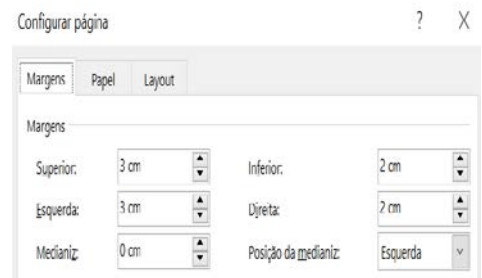 Configurar página ? X
Margens Papel Layout
Margens
Superior: 3 cm Inferior: 2 cm
Esquerda: 3 cm Direita: 2 cm
Medianiz: 0 cm Posição da medianiz: Esquerda